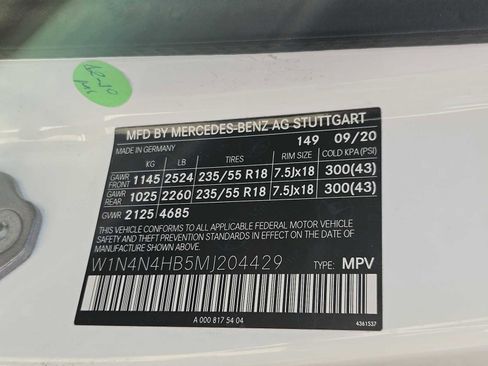 MFD BY MERCEDES-BENZ AG STUTTGART
MADE IN GERMANY 149 09/20
KG LB TIRES RIM SIZE COLD KPA(PSI)
GAWR FRONT 1145 2524 235/55 R18 7.5Jx18 300(43)
GAWR REAR 1025 2260 235/55 R18 7.5Jx18 300(43)
GVWR 2125 4685
THIS VEHICLE CONFORMS TO ALL APPLICABLE FEDERAL MOTOR VEHICLE
SAFETY AND THEFT PREVENTION STANDARDS IN EFFECT ON THE DATE
OF MANUFACTURE SHOWN ABOVE.
W1N4N4HB5MJ204429 TYPE: MPV
A 000 817 54 04
4361537